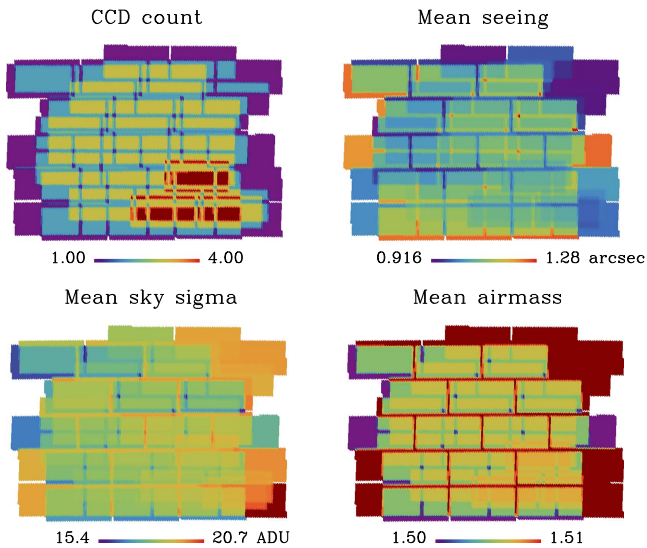 CCD count
Mean seeing
1.00 4.00
0.916 1.28 arcsec
Mean sky sigma
Mean airmass
15.4 20.7 ADU
1.50 1.51